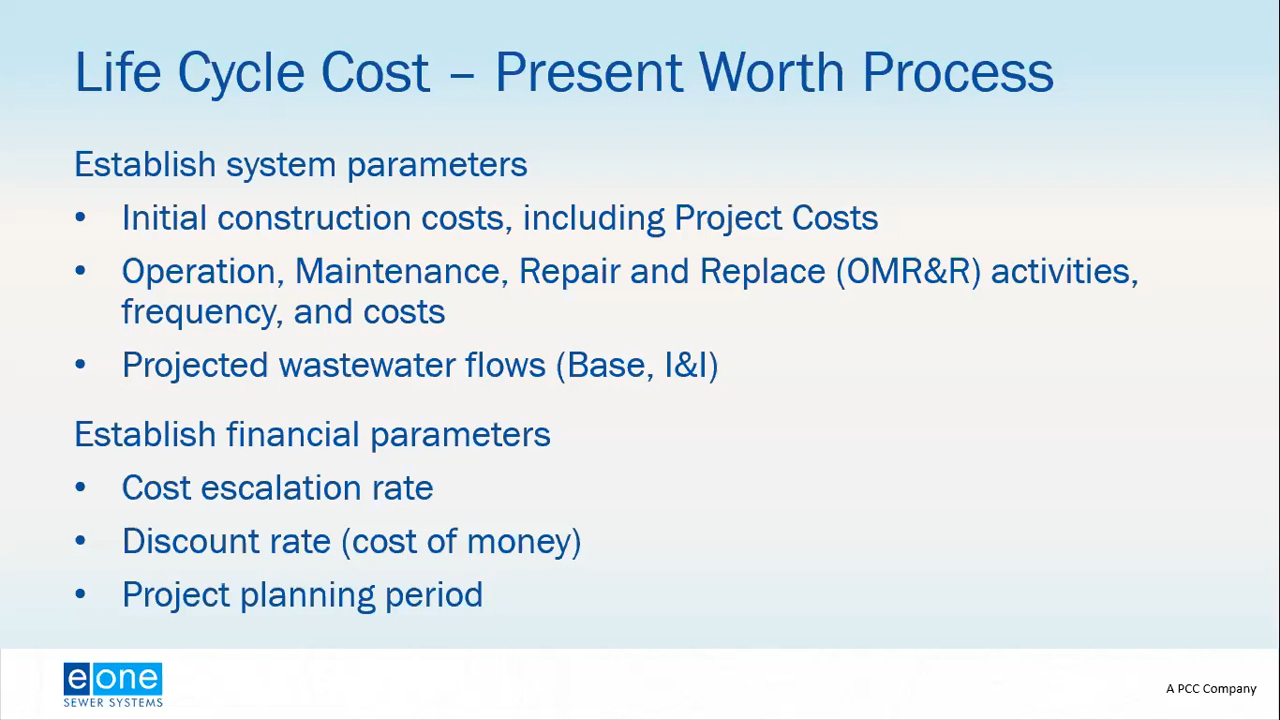 Life Cycle Cost – Present Worth Process
Establish system parameters
• Initial construction costs, including Project Costs
• Operation, Maintenance, Repair and Replace (OMR&R) activities,
frequency, and costs
• Projected wastewater flows (Base, I&I)
Establish financial parameters
• Cost escalation rate
• Discount rate (cost of money)
• Project planning period
eone
SEWER SYSTEMS
A PCC Company